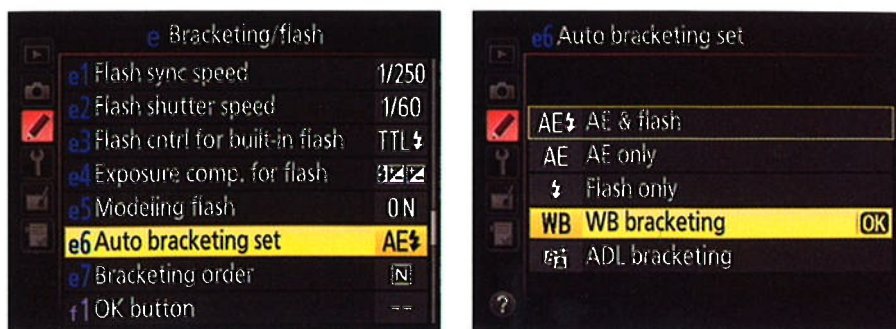 e Bracketing/flash
e1 Flash sync speed 1/250
e2 Flash shutter speed 1/60
e3 Flash cntrl for built-in flash TTL
e4 Exposure comp. for flash
e5 Modeling flash ON
e6 Auto bracketing set AE
e7 Bracketing order N
f1 OK button --
e6 Auto bracketing set
AE AE & flash
AE AE only
Flash only
WB WB bracketing OK
ADL bracketing
?